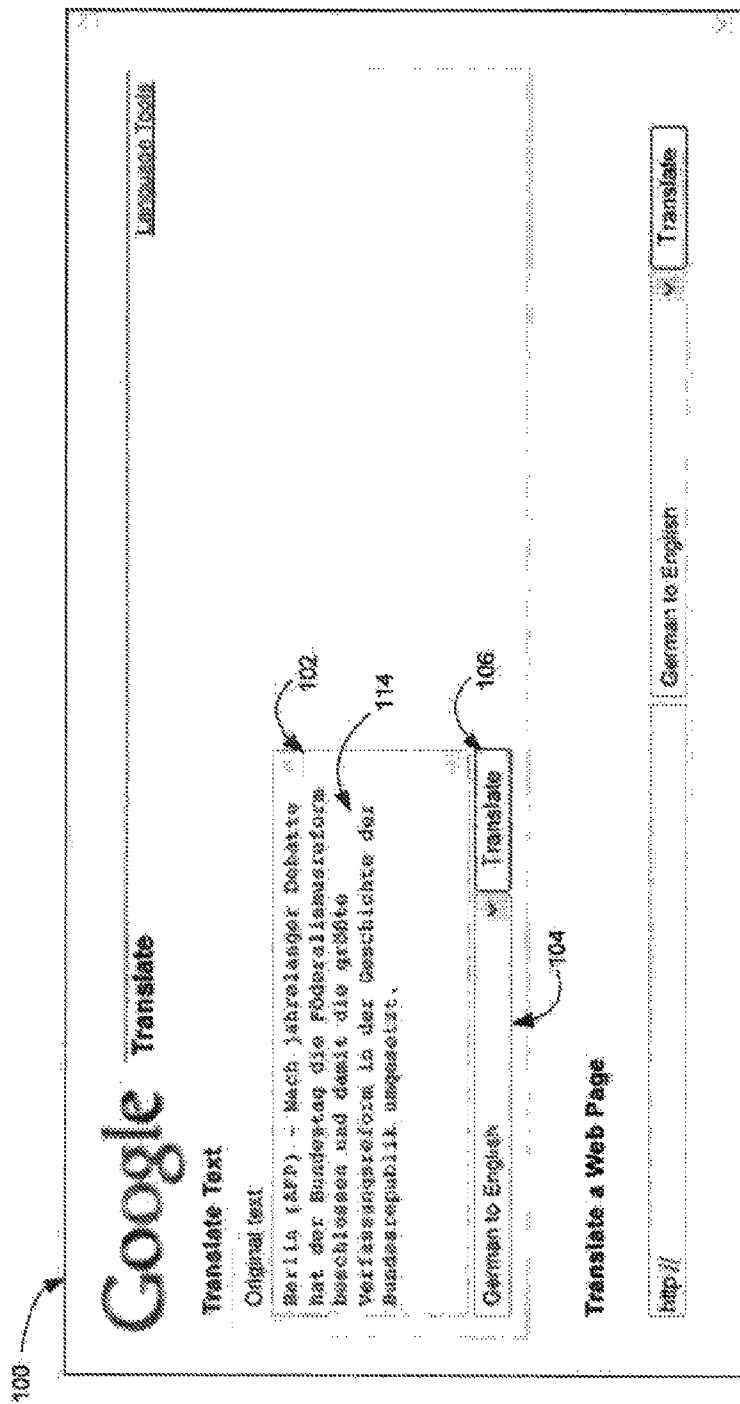 100
Google Translate
Language Tools
Translate Text
Original text
Berlin (AFP) - Nach jahrelanger Debatte
hat der Bundestag die Föderalismusreform
beschlossen und damit die größte
Verfassungsreform in der Geschichte der
Bundesrepublik umgesetzt.
102
114
German to English
Translate
106
104
Translate a Web Page
http://
German to English
Translate